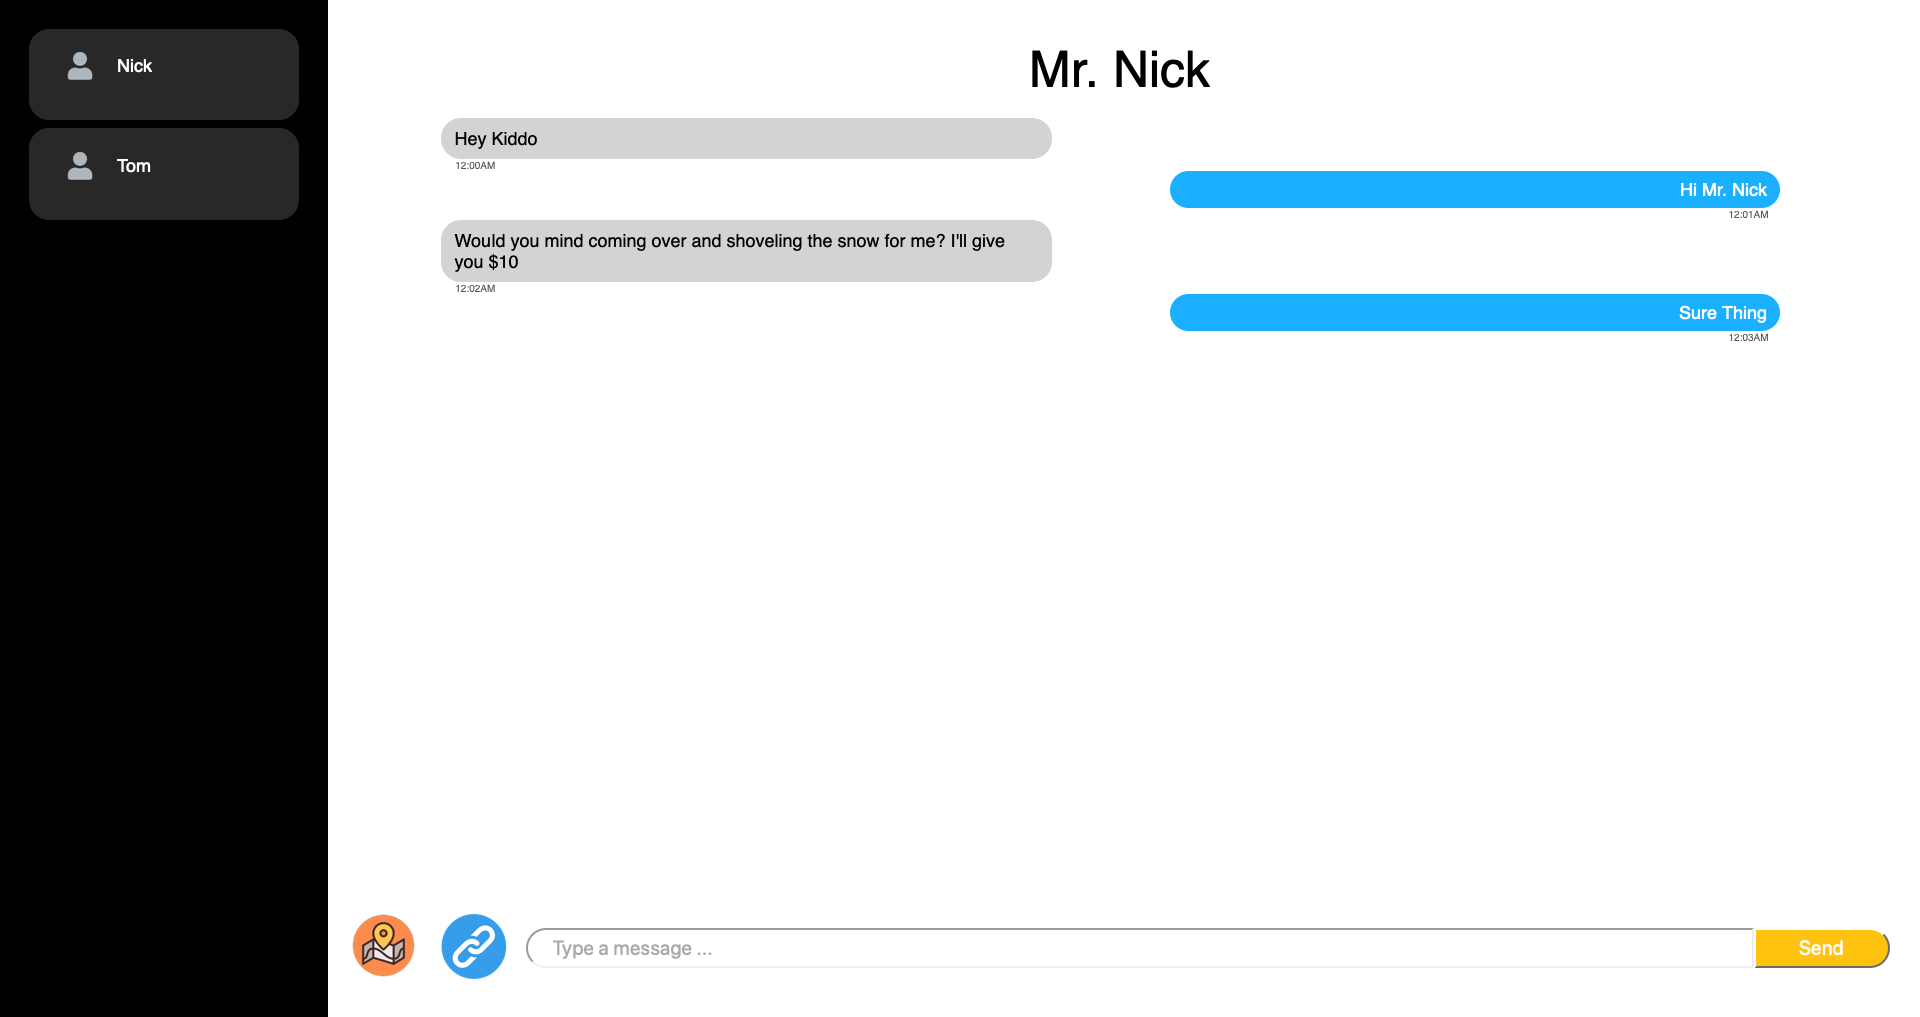 Nick
Tom
Mr. Nick
Hey Kiddo
12:00AM
Hi Mr. Nick
12:01AM
Would you mind coming over and shoveling the snow for me? I'll give
you $10
12:02AM
Sure Thing
12:03AM
Type a message ...
Send